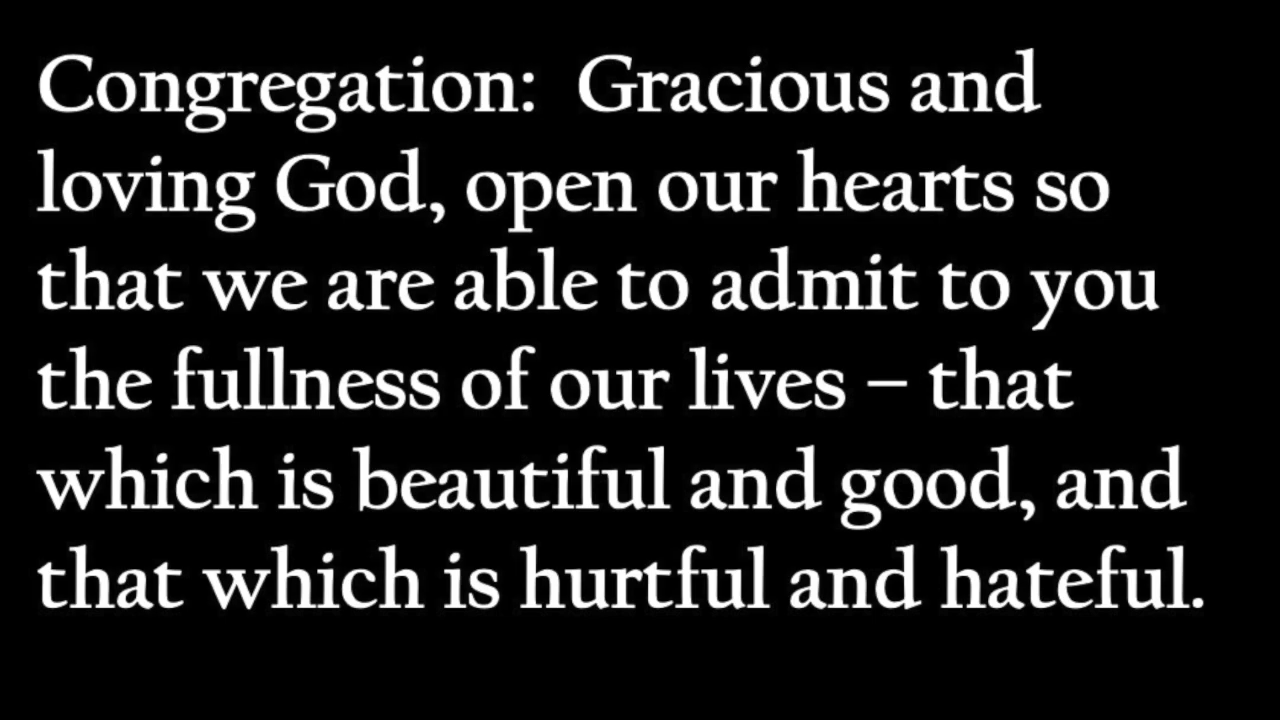 Congregation:  Gracious and
loving God, open our hearts so
that we are able to admit to you
the fullness of our lives – that
which is beautiful and good, and
that which is hurtful and hateful.